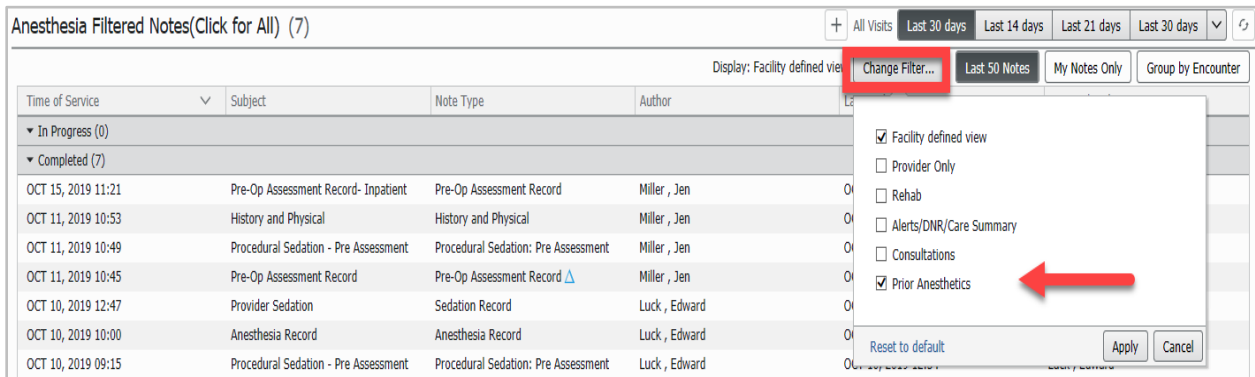 Anesthesia Filtered Notes(Click for All) (7) + All Visits Last 30 days Last 14 days Last 21 days Last 30 days
Display: Facility defined Change Filter... Last 50 Notes My Notes Only Group by Encounter
Time of Service Subject Note Type Author
In Progress (0)
Completed (7)
OCT 15, 2019 11:21 Pre-Op Assessment Record- Inpatient Pre-Op Assessment Record Miller , Jen
OCT 11, 2019 10:53 History and Physical History and Physical Miller , Jen
OCT 11, 2019 10:49 Procedural Sedation - Pre Assessment Procedural Sedation: Pre Assessment Miller , Jen
OCT 11, 2019 10:45 Pre-Op Assessment Record Pre-Op Assessment Record Miller , Jen
OCT 10, 2019 12:47 Provider Sedation Sedation Record Luck , Edward
OCT 10, 2019 10:00 Anesthesia Record Anesthesia Record Luck , Edward
OCT 10, 2019 09:15 Procedural Sedation - Pre Assessment Procedural Sedation: Pre Assessment Luck , Edward
Facility defined view
Provider Only
Rehab
Alerts/DNR/Care Summary
Consultations
Prior Anesthetics
Reset to default Apply Cancel